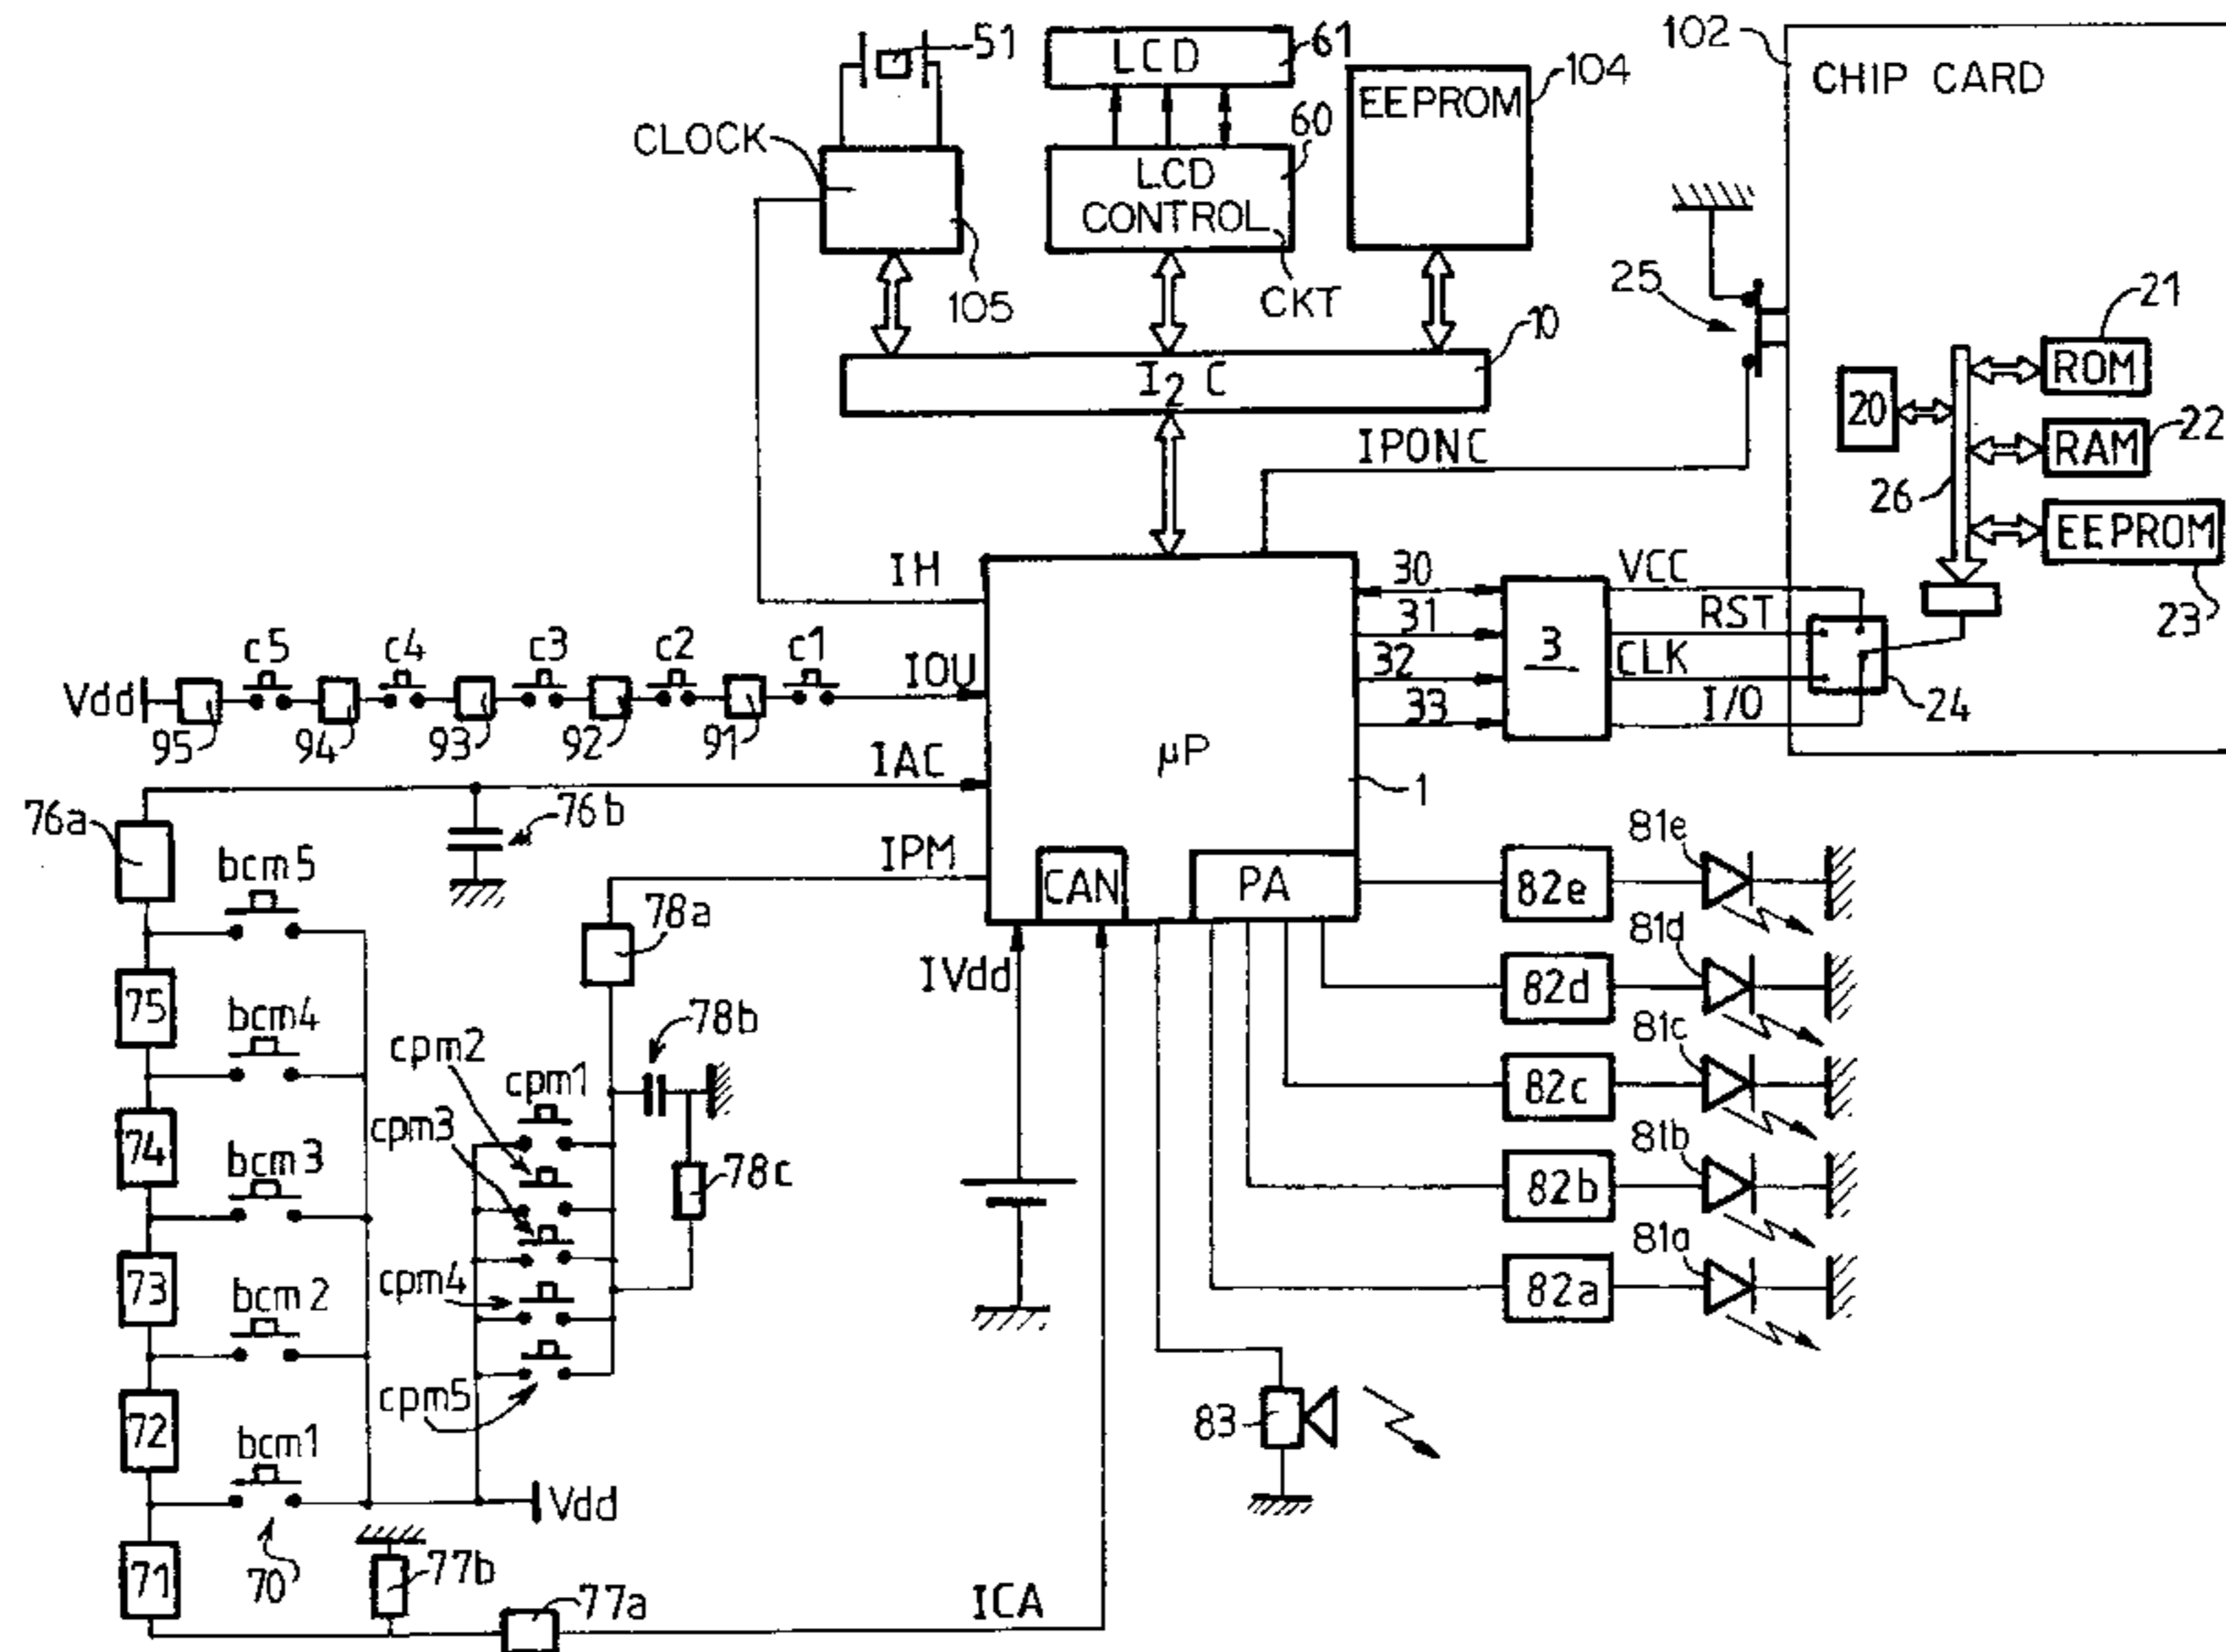 51
LCD
61
102
CHIP CARD
EEPROM
104
CLOCK
60
LCD
CONTROL
105
CKT
25
21
10
I2C
ROM
20
IPONC
RAM
22
26
EEPROM
23
IH
30
VCC
31
RST
c5
c4
c3
c2
c1
IOU
32
3
CLK
Vdd
33
I/O
24
95
94
93
92
91
IAC
µP
1
76a
76b
81e
bcm5
IPM
CAN
PA
82e
78a
81d
IVdd
75
bcm4
78b
82d
cpm2
81c
cpm1
cpm3
82c
74
bcm3
78c
81b
82b
73
bcm2
cpm4
81a
82a
cpm5
72
bcm1
83
Vdd
71
70
77b
77a
ICA